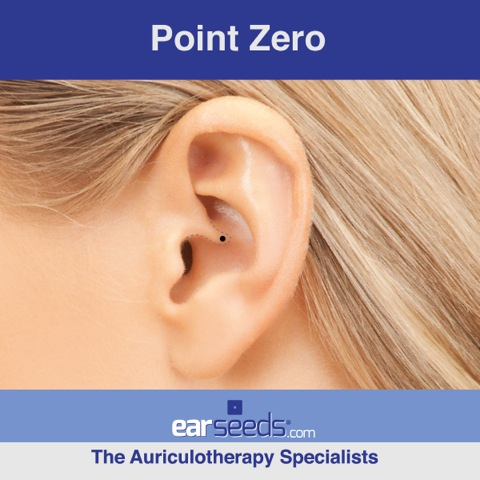 Point Zero
earseeds®.com
The Auriculotherapy Specialists